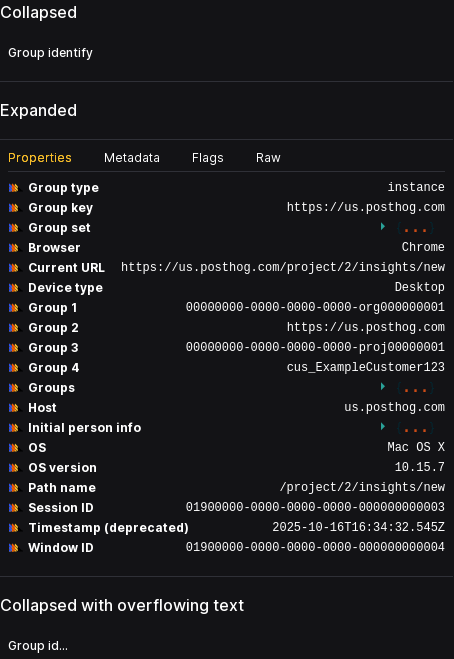 Collapsed
Group identify
Expanded
Properties Metadata Flags Raw
Group type instance
Group key https://us.posthog.com
Group set {...}
Browser Chrome
Current URL https://us.posthog.com/project/2/insights/new
Device type Desktop
Group 1 00000000-0000-0000-0000-org000000001
Group 2 https://us.posthog.com
Group 3 00000000-0000-0000-0000-proj00000001
Group 4 cus_ExampleCustomer123
Groups {...}
Host us.posthog.com
Initial person info {...}
OS Mac OS X
OS version 10.15.7
Path name /project/2/insights/new
Session ID 01900000-0000-0000-0000-000000000003
Timestamp (deprecated) 2025-10-16T16:34:32.545Z
Window ID 01900000-0000-0000-0000-000000000004
Collapsed with overflowing text
Group id...